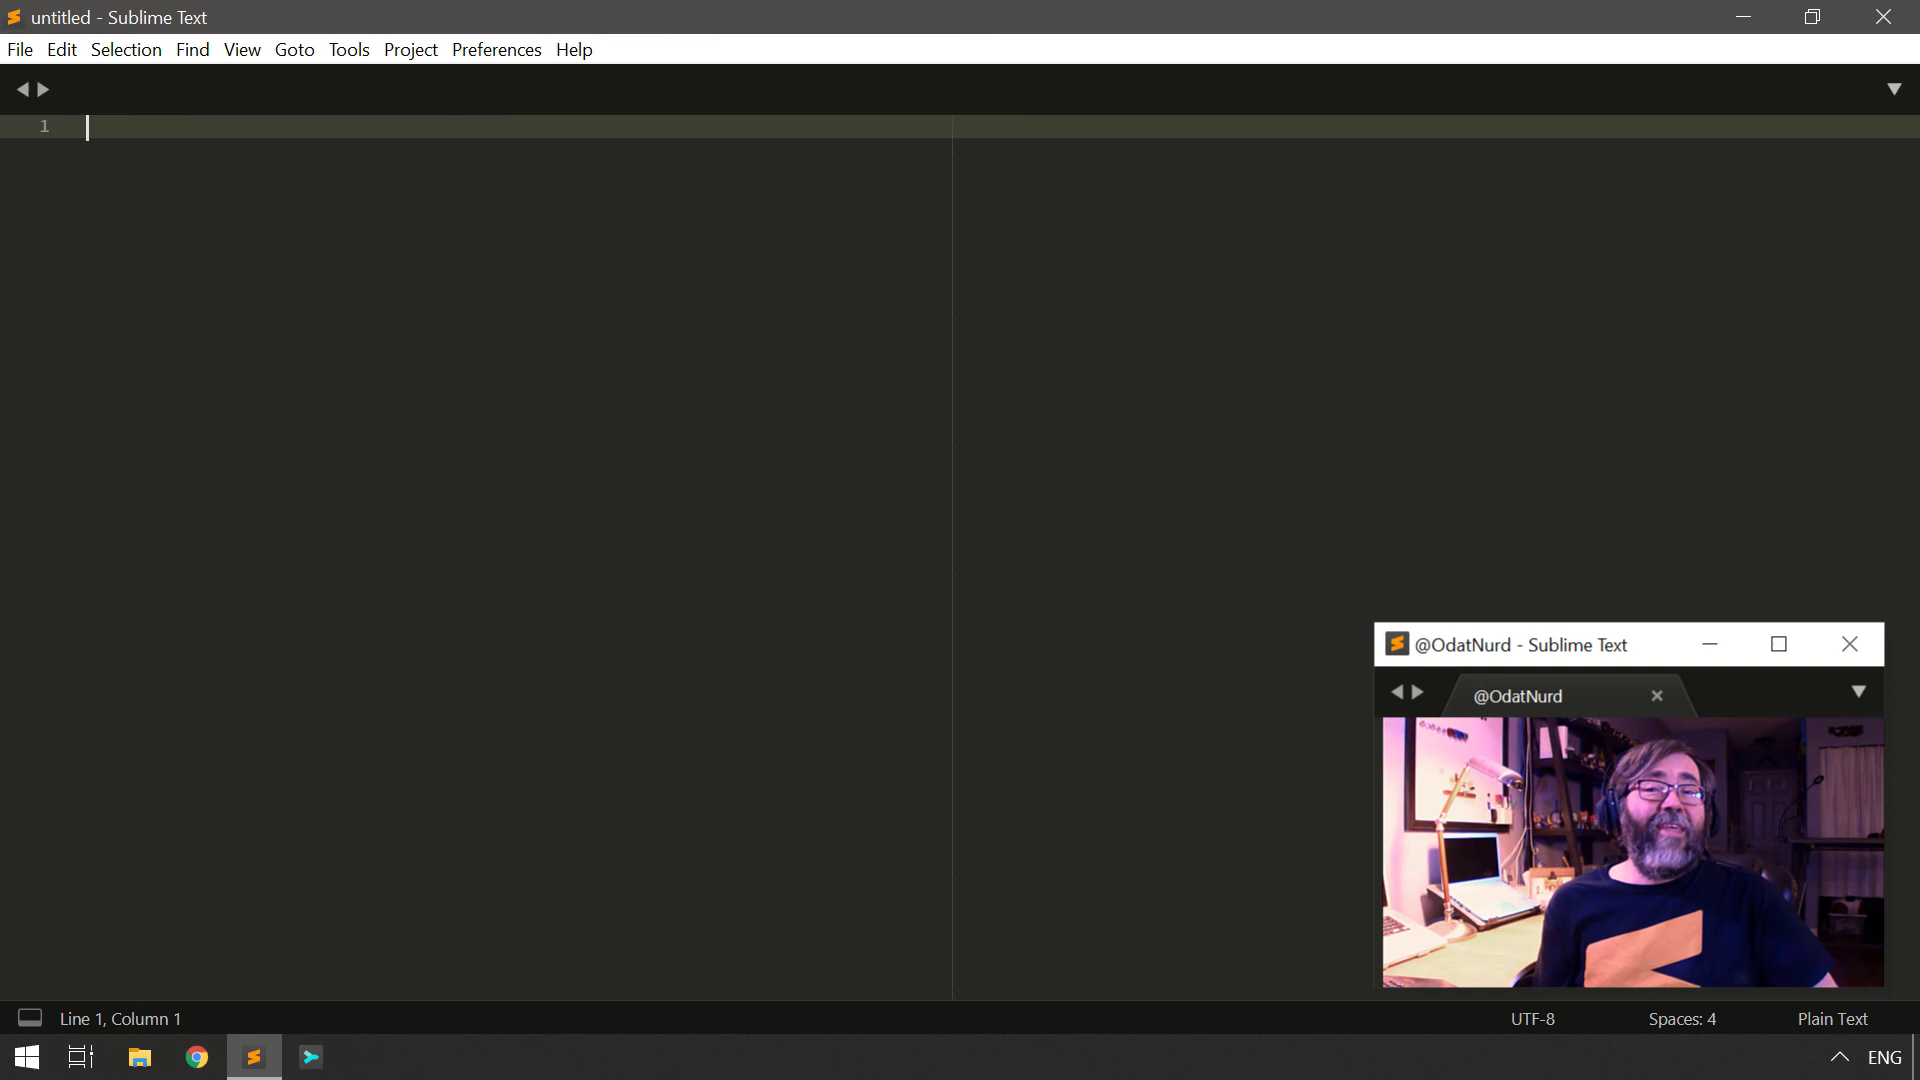 untitled - Sublime Text
File Edit Selection Find View Goto Tools Project Preferences Help
1
@OdatNurd - Sublime Text
@OdatNurd
Line 1, Column 1
UTF-8
Spaces: 4
Plain Text
ENG